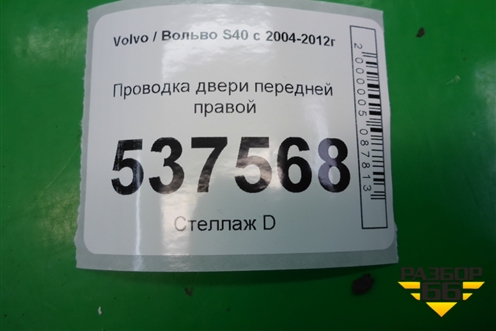 Volvo / Вольво S40 с 2004-2012г
Проводка двери передней
правой
537568
Стеллаж D
2000005087813
РАЗБОР
66